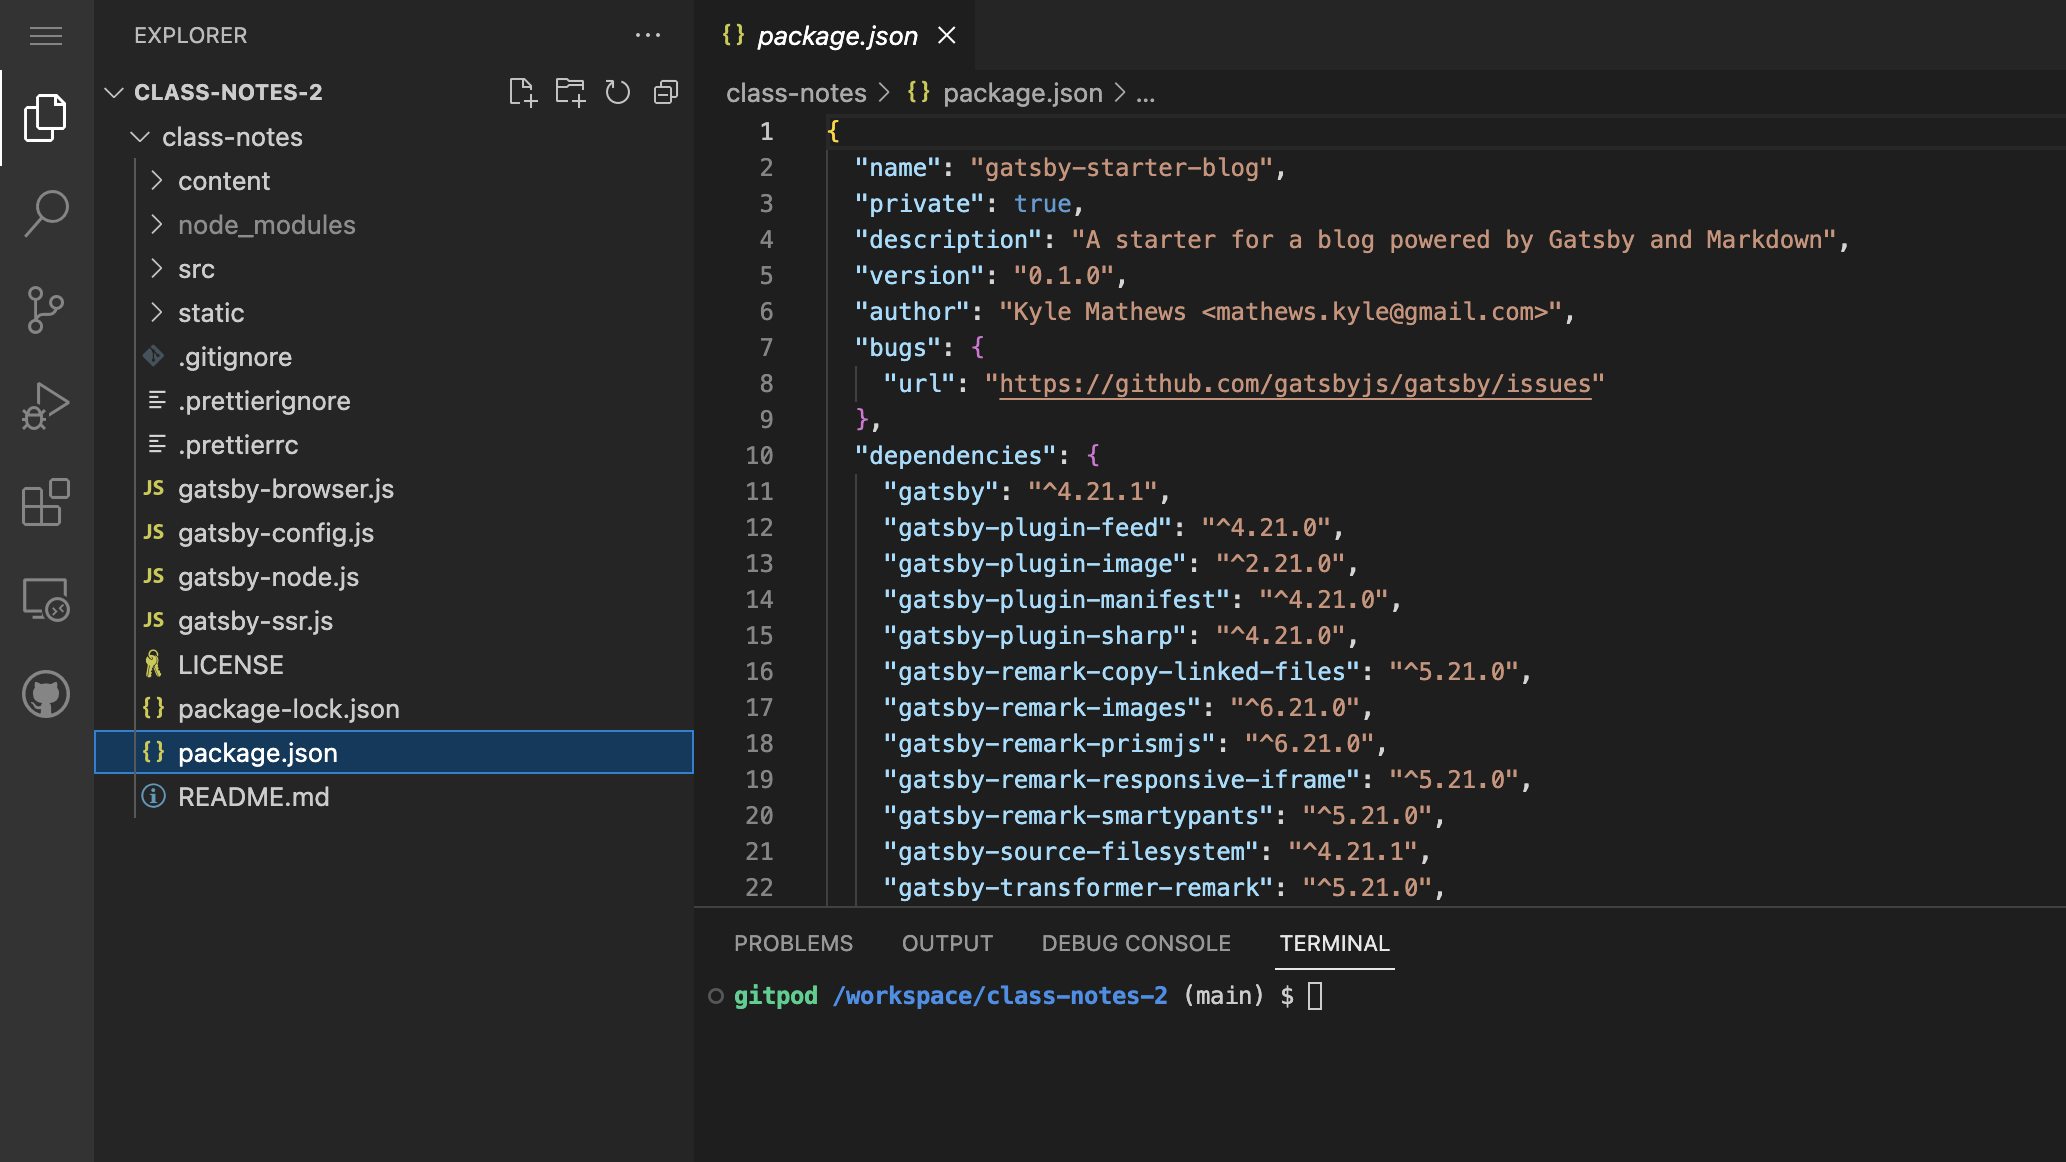 EXPLORER
CLASS-NOTES-2
class-notes
content
node_modules
src
static
.gitignore
.prettierignore
.prettierrc
JS gatsby-browser.js
JS gatsby-config.js
JS gatsby-node.js
JS gatsby-ssr.js
LICENSE
{} package-lock.json
{} package.json
README.md
{} package.json
class-notes > {} package.json > ...
1 {
2 "name": "gatsby-starter-blog",
3 "private": true,
4 "description": "A starter for a blog powered by Gatsby and Markdown",
5 "version": "0.1.0",
6 "author": "Kyle Mathews <mathews.kyle@gmail.com>",
7 "bugs": {
8 "url": "https://github.com/gatsbyjs/gatsby/issues"
9 },
10 "dependencies": {
11 "gatsby": "^4.21.1",
12 "gatsby-plugin-feed": "^4.21.0",
13 "gatsby-plugin-image": "^2.21.0",
14 "gatsby-plugin-manifest": "^4.21.0",
15 "gatsby-plugin-sharp": "^4.21.0",
16 "gatsby-remark-copy-linked-files": "^5.21.0",
17 "gatsby-remark-images": "^6.21.0",
18 "gatsby-remark-prismjs": "^6.21.0",
19 "gatsby-remark-responsive-iframe": "^5.21.0",
20 "gatsby-remark-smartypants": "^5.21.0",
21 "gatsby-source-filesystem": "^4.21.1",
22 "gatsby-transformer-remark": "^5.21.0",
PROBLEMS OUTPUT DEBUG CONSOLE TERMINAL
gitpod /workspace/class-notes-2 (main) $